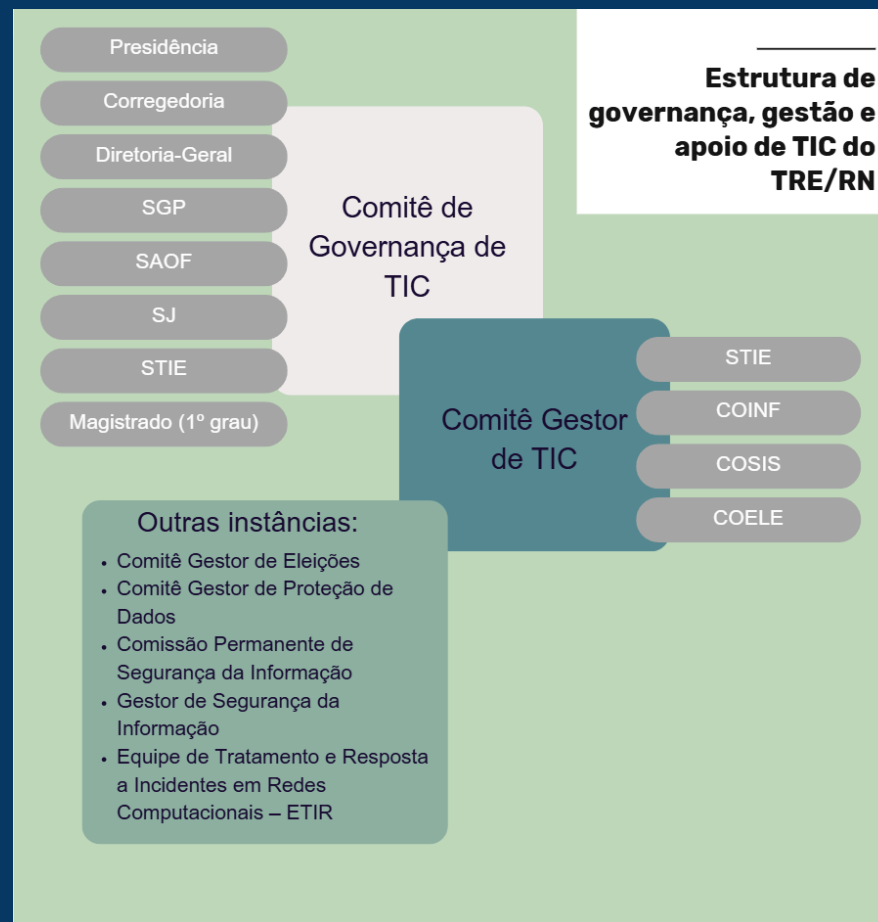 Estrutura de
governança, gestão e
apoio de TIC do
TRE/RN
Presidência
Corregedoria
Diretoria-Geral
SGP
SAOF
SJ
STIE
Magistrado (1º grau)
Comitê de
Governança de
TIC
Comitê Gestor
de TIC
STIE
COINF
COSIS
COELE
Outras instâncias:
• Comitê Gestor de Eleições
• Comitê Gestor de Proteção de
Dados
• Comissão Permanente de
Segurança da Informação
• Gestor de Segurança da
Informação
• Equipe de Tratamento e Resposta
a Incidentes em Redes
Computacionais – ETIR